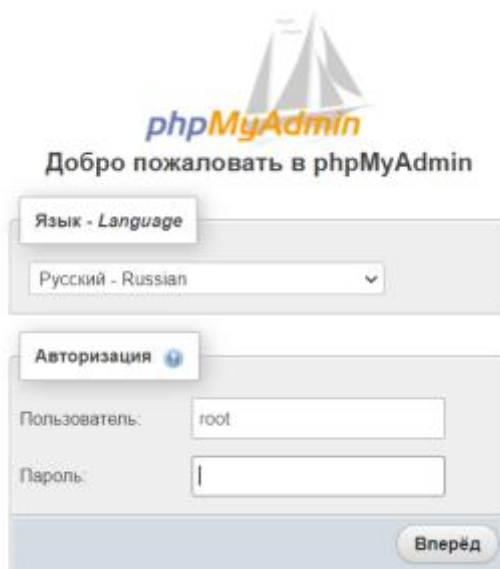 phpMyAdmin
Добро пожаловать в phpMyAdmin
Язык - Language
Русский - Russian
Авторизация
Пользователь: root
Пароль:
Вперёд